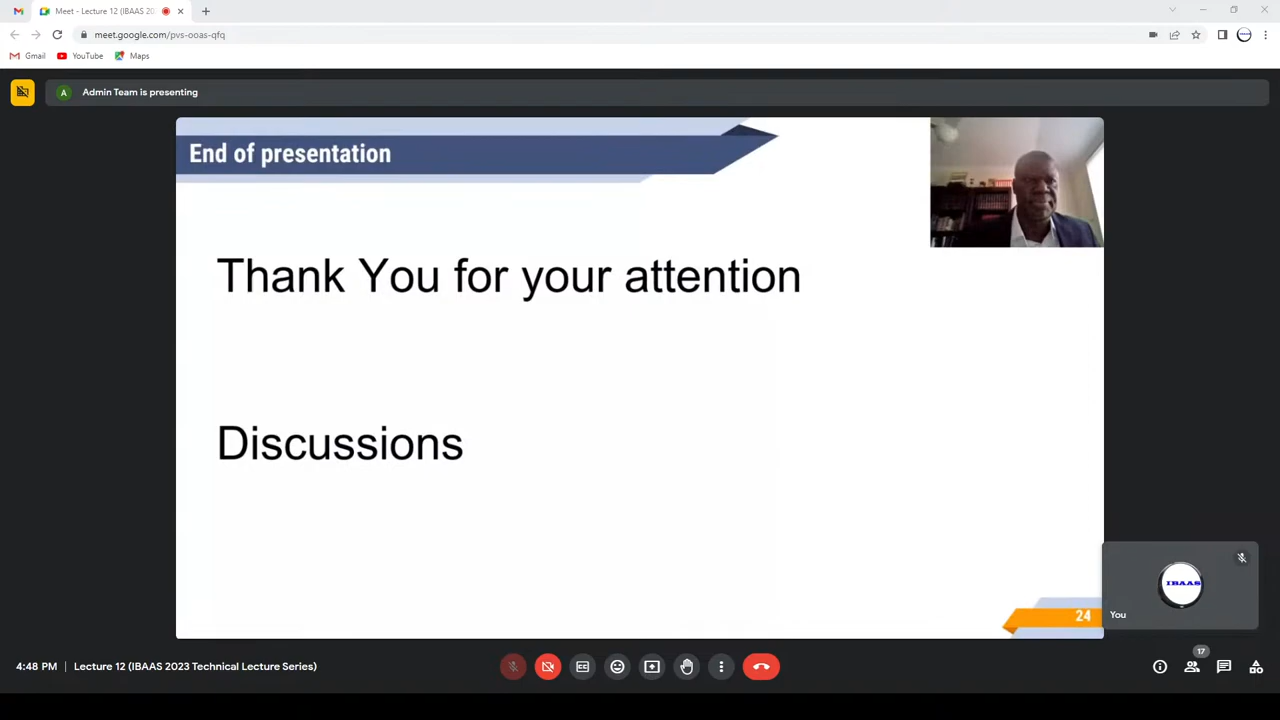 Meet - Lecture 12 (IBAAS 202
meet.google.com/pvs-ooas-qfq
Gmail
YouTube
Maps
A
Admin Team is presenting
End of presentation
Thank You for your attention
Discussions
IBAAS
You
24
4:48 PM | Lecture 12 (IBAAS 2023 Technical Lecture Series)
17